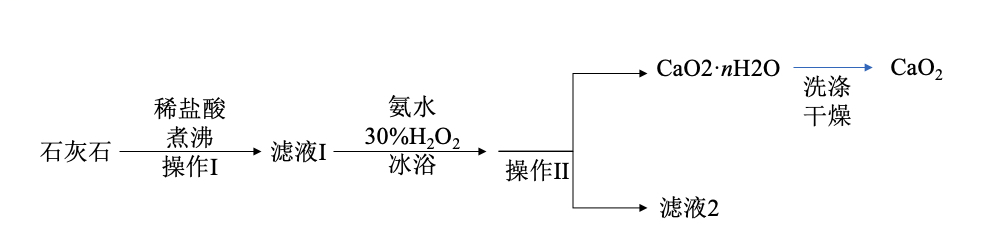 石灰石
稀盐酸
煮沸
操作I
滤液I
氨水
30%H₂O₂
冰浴
操作II
CaO2·nH2O
洗涤
干燥
CaO₂
滤液2